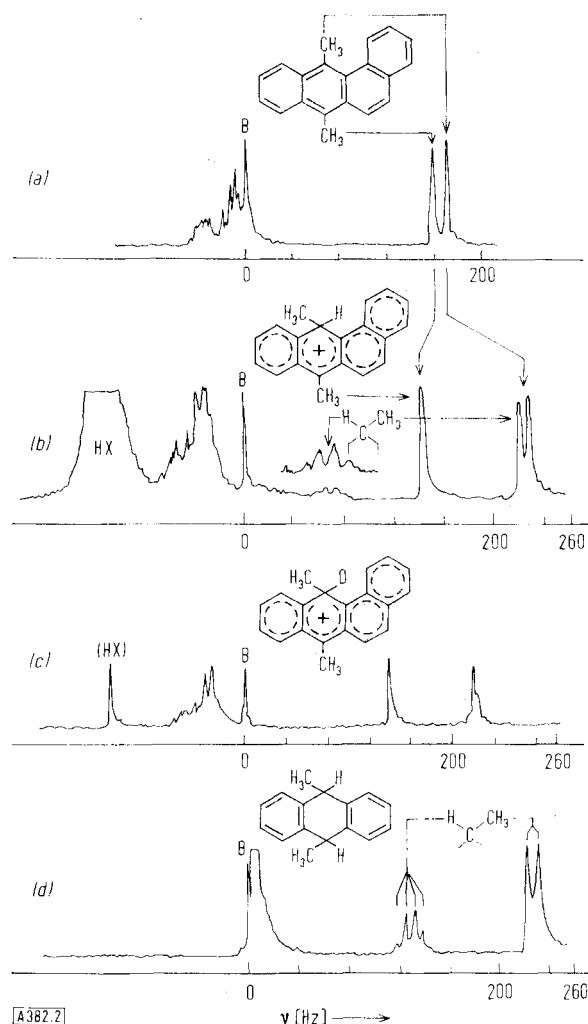 CH₃
B
CH₃
(a)
0
200
H₃C H
+
B
CH₃
H
C
CH₃
HX
(b)
0
200
260
H₃C D
+
CH₃
(HX)
B
(c)
0
200
260
H₃C H
H₃C H
B
H
C
CH₃
(d)
0
200
260
A382.2
ν [Hz]